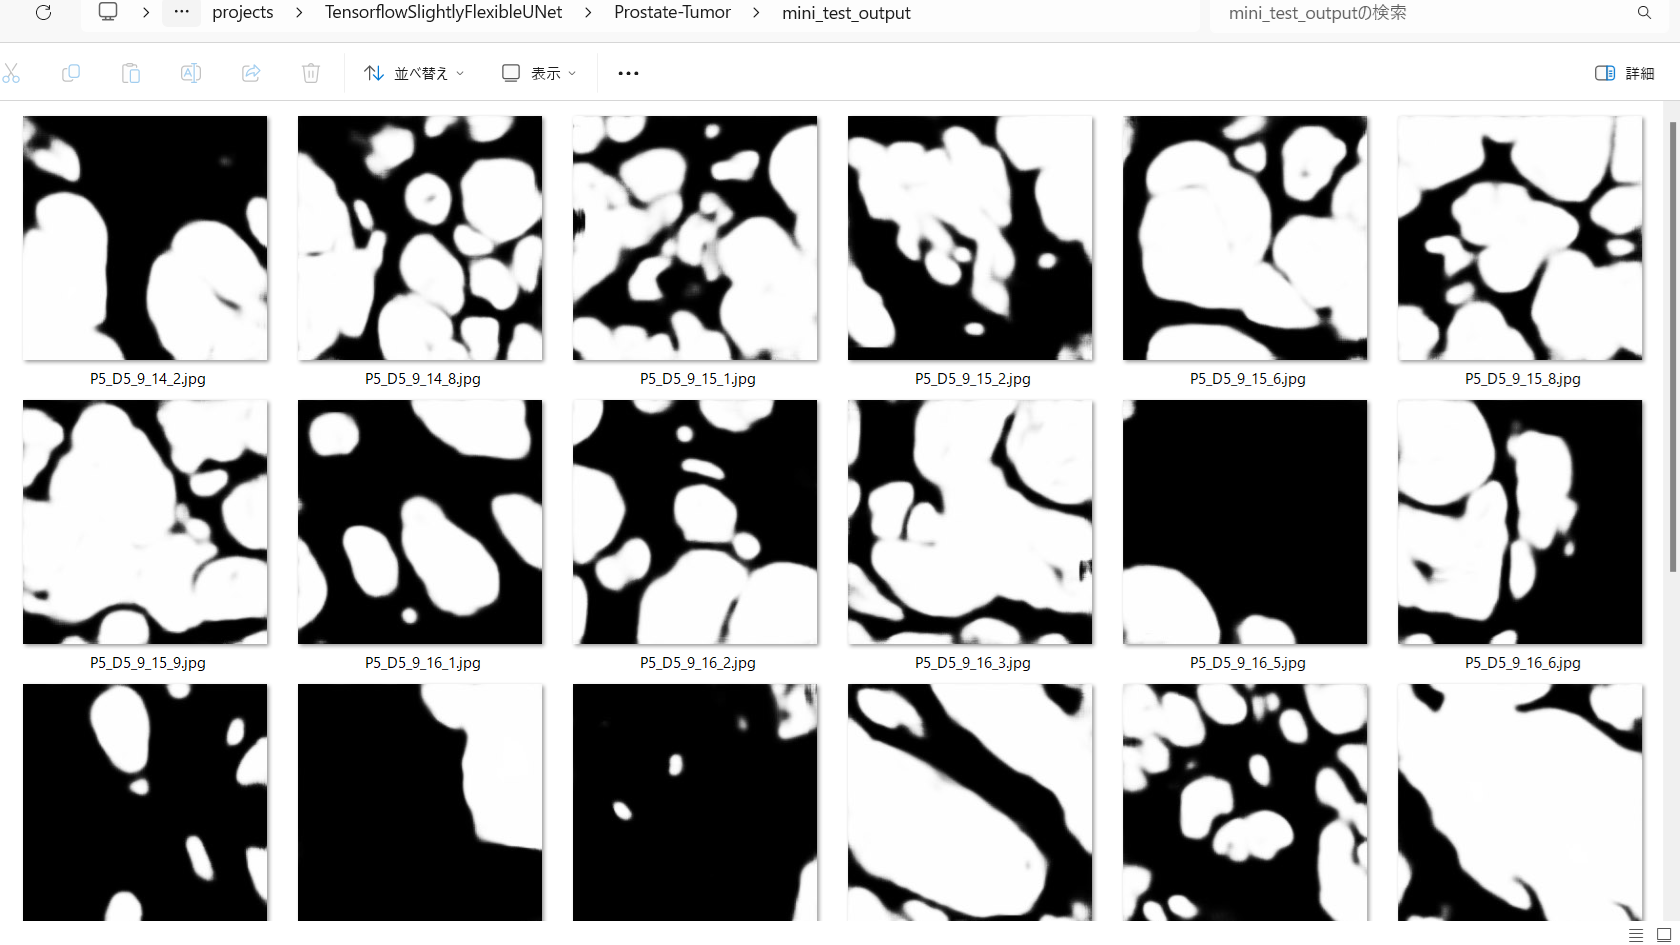 projects > TensorflowSlightlyFlexibleUNet > Prostate-Tumor > mini_test_output
mini_test_outputの検索
並べ替え
表示
詳細
P5_D5_9_14_2.jpg
P5_D5_9_14_8.jpg
P5_D5_9_15_1.jpg
P5_D5_9_15_2.jpg
P5_D5_9_15_6.jpg
P5_D5_9_15_8.jpg
P5_D5_9_15_9.jpg
P5_D5_9_16_1.jpg
P5_D5_9_16_2.jpg
P5_D5_9_16_3.jpg
P5_D5_9_16_5.jpg
P5_D5_9_16_6.jpg